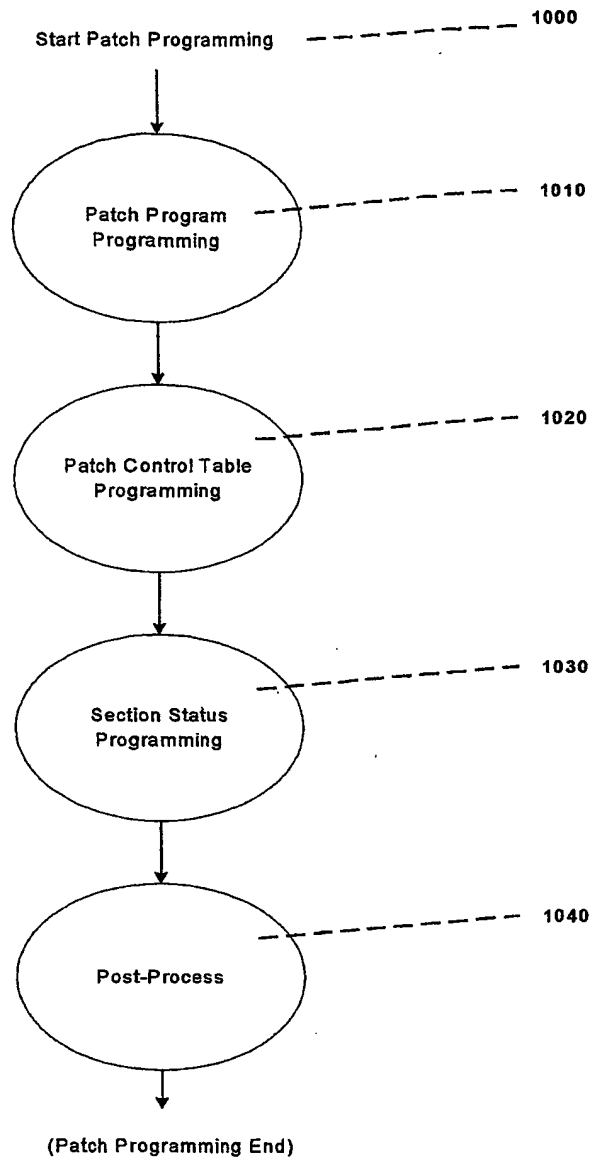 Start Patch Programming
1000
Patch Program
Programming
1010
Patch Control Table
Programming
1020
Section Status
Programming
1030
Post-Process
1040
(Patch Programming End)